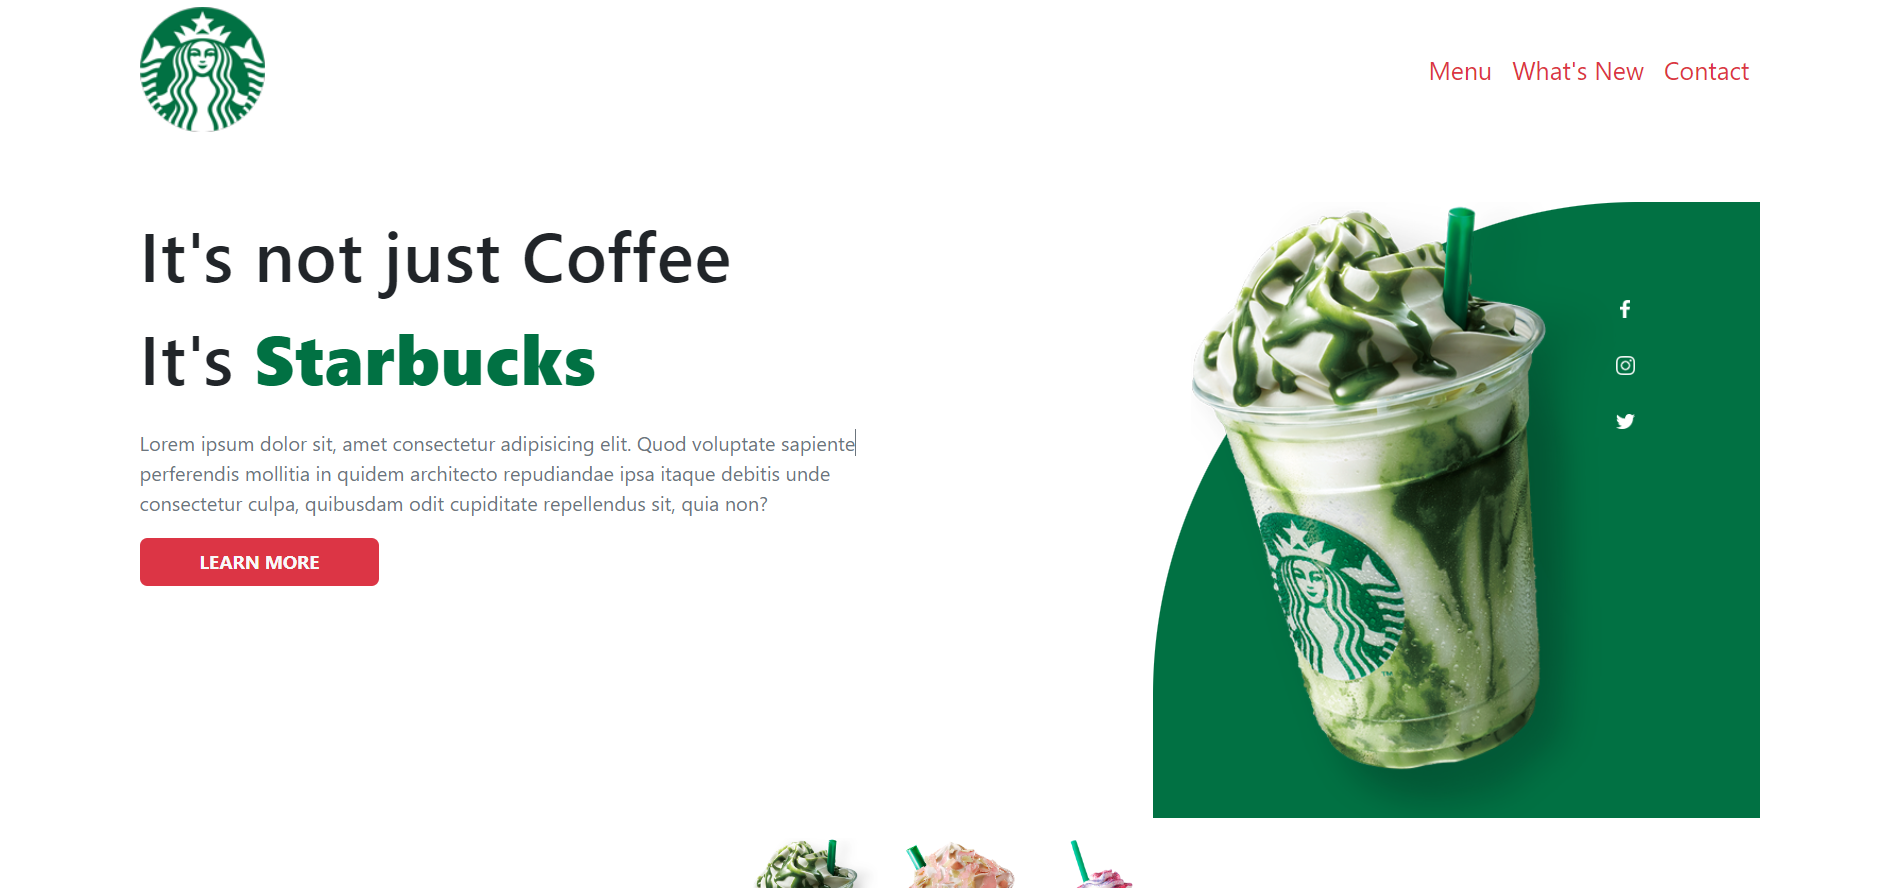 Menu What's New Contact
It's not just Coffee
It's Starbucks
Lorem ipsum dolor sit, amet consectetur adipisicing elit. Quod voluptate sapiente
perferendis mollitia in quidem architecto repudiandae ipsa itaque debitis unde
consectetur culpa, quibusdam odit cupiditate repellendus sit, quia non?
LEARN MORE
TM